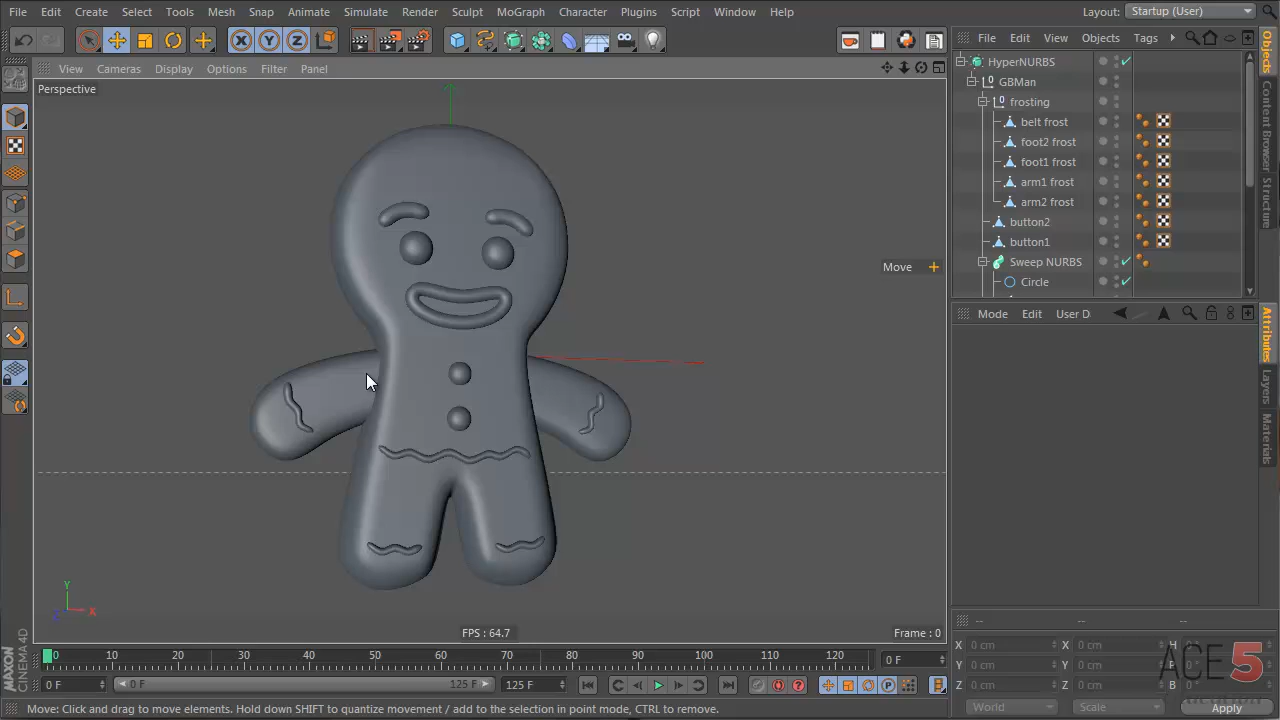 File Edit Create Select Tools Mesh Snap Animate Simulate Render Sculpt MoGraph Character Plugins Script Window Help Layout: Startup (User)
File Edit View Objects Tags
View Cameras Display Options Filter Panel
Perspective
HyperNURBS
GBMan
frosting
belt frost
foot2 frost
foot1 frost
arm1 frost
arm2 frost
button2
button1
Sweep NURBS
Circle
Objects
Content Browser
Structure
Move
Mode Edit User D
Attributes
Layers
Materials
X Y Z
Y
X
FPS : 64.7
Frame : 0
0 10 20 30 40 50 60 70 80 90 100 110 120
0 F
0 F 0 F 125 F 125 F
-- -- --
X 0 cm X 0 cm H
Y 0 cm Y 0 cm P
Z 0 cm Z 0 cm B
World Scale Apply
ACE5
MAXON
CINEMA4D
Move: Click and drag to move elements. Hold down SHIFT to quantize movement / add to the selection in point mode, CTRL to remove.